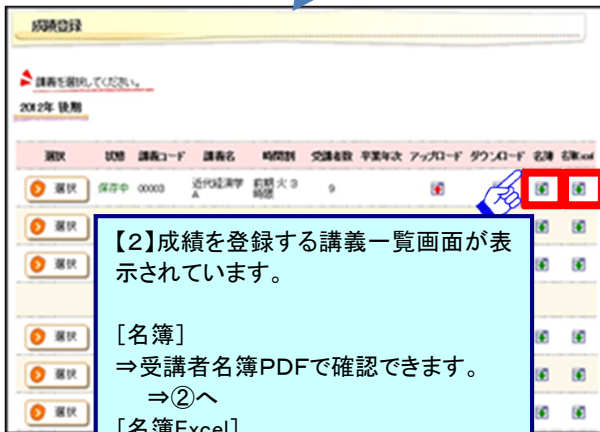 成績登録
講義を選択してください。
2012年 後期
選択 状態 講義コード 講義名 時間割 受講者数 卒業年次 アップロード ダウンロード 名簿 名簿Excel
選択 保存中 00003 近代経済学A 前期 火 3時限 9
選択
選択
選択
選択
選択
【2】成績を登録する講義一覧画面が表
示されています。
[名簿]
⇒受講者名簿PDFで確認できます。
⇒②へ
[名簿Excel]